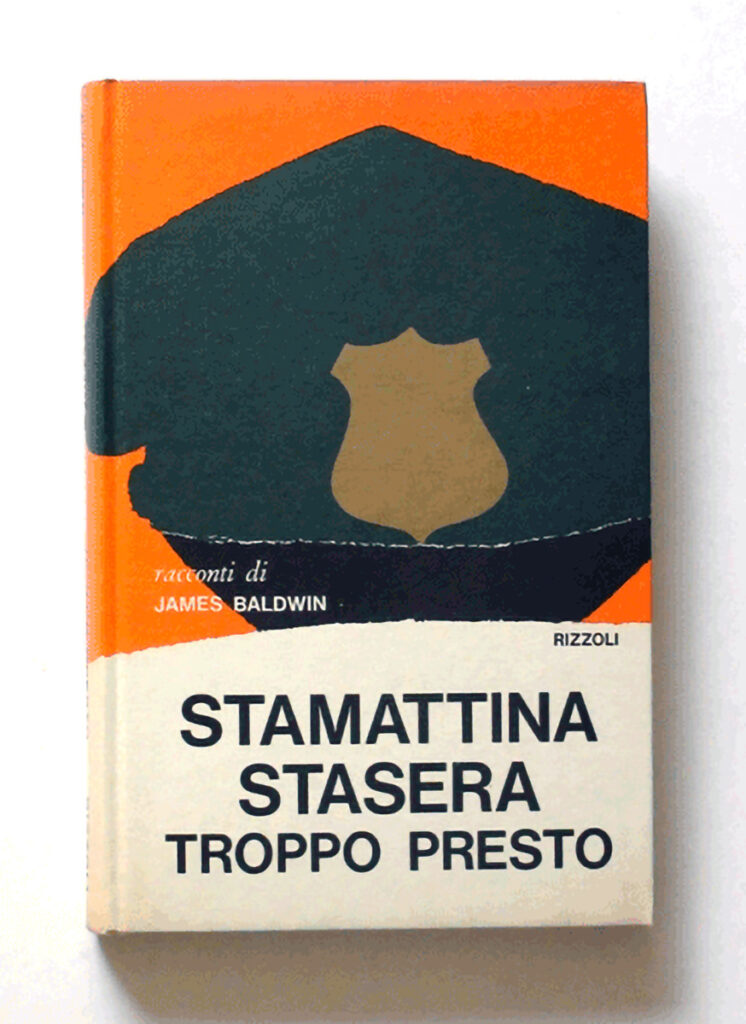 racconti di
JAMES BALDWIN
RIZZOLI
STAMATTINA
STASERA
TROPPO PRESTO